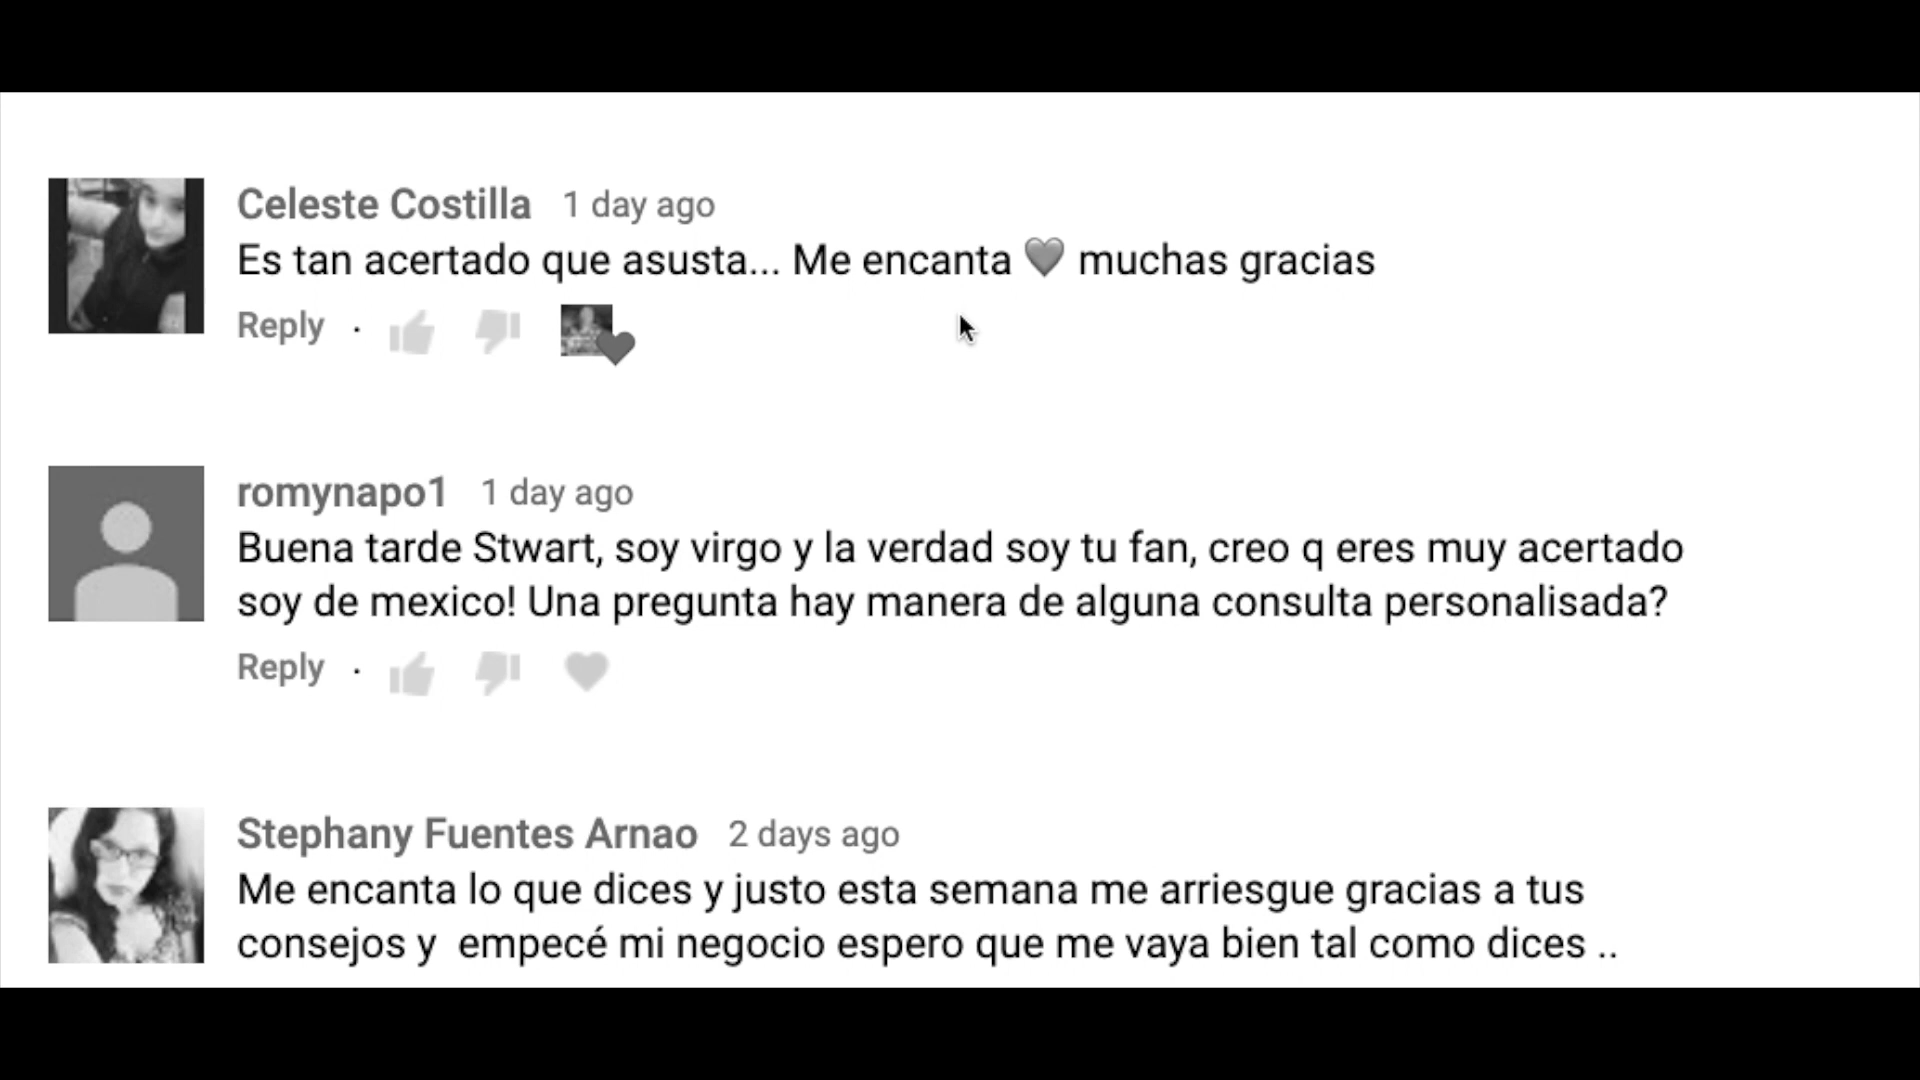 Celeste Costilla 1 day ago
Es tan acertado que asusta... Me encanta 🖤 muchas gracias
Reply ·
romynapo1 1 day ago
Buena tarde Stwart, soy virgo y la verdad soy tu fan, creo q eres muy acertado
soy de mexico! Una pregunta hay manera de alguna consulta personalisada?
Reply ·
Stephany Fuentes Arnao 2 days ago
Me encanta lo que dices y justo esta semana me arriesgue gracias a tus
consejos y  empecé mi negocio espero que me vaya bien tal como dices ..